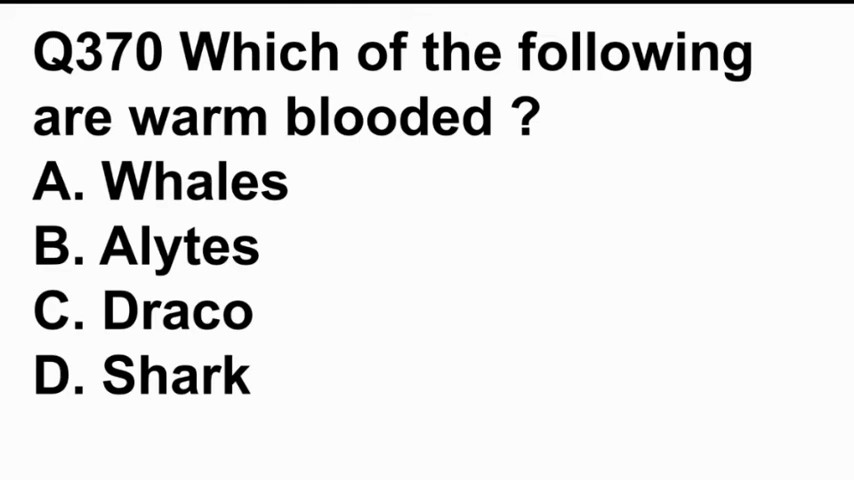 Q370 Which of the following
are warm blooded ?
A. Whales
B. Alytes
C. Draco
D. Shark